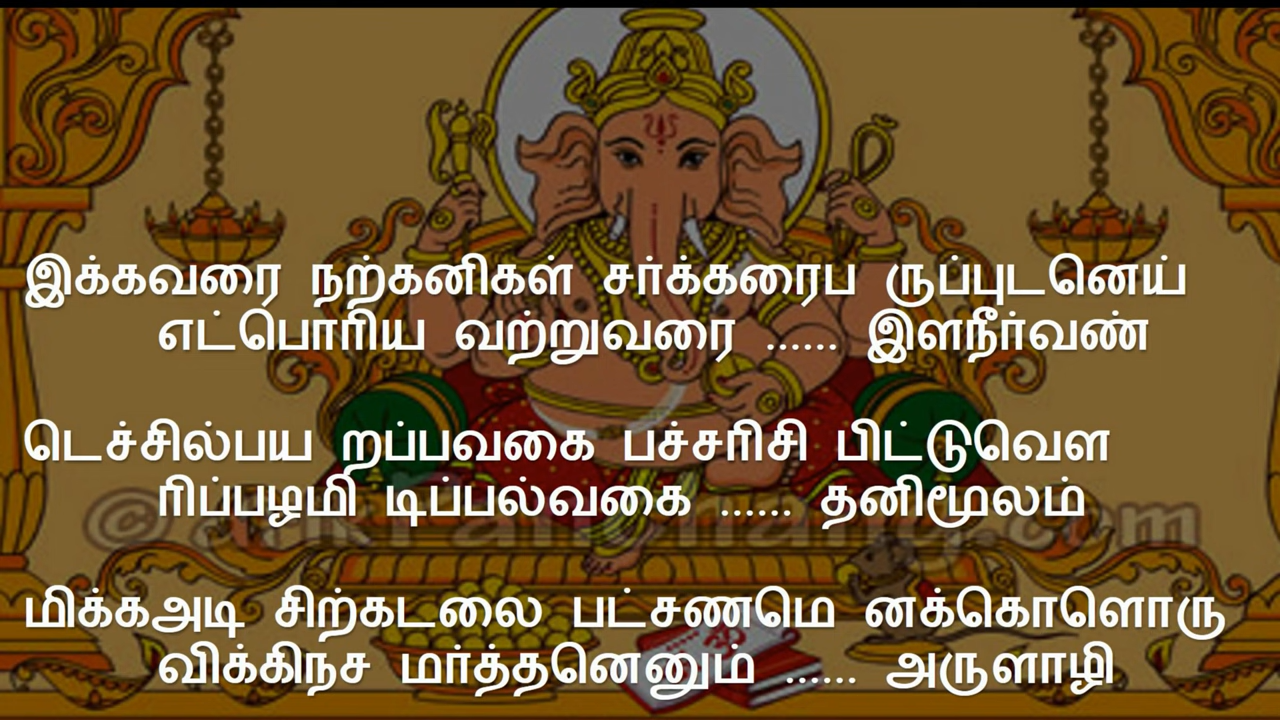 இக்கவரை நற்கனிகள் சர்க்கரைப ருப்புடனெய்
எட்பொரிய வற்றுவரை ...... இளநீர்வண்
டெச்சில்பய றப்பவகை பச்சரிசி பிட்டுவெள
ரிப்பழமி டிப்பல்வகை ...... தனிமூலம்
மிக்கஅடி சிற்கடலை பட்சணமெ னக்கொளொரு
விக்கிநச மர்த்தனெனும் ...... அருளாழி